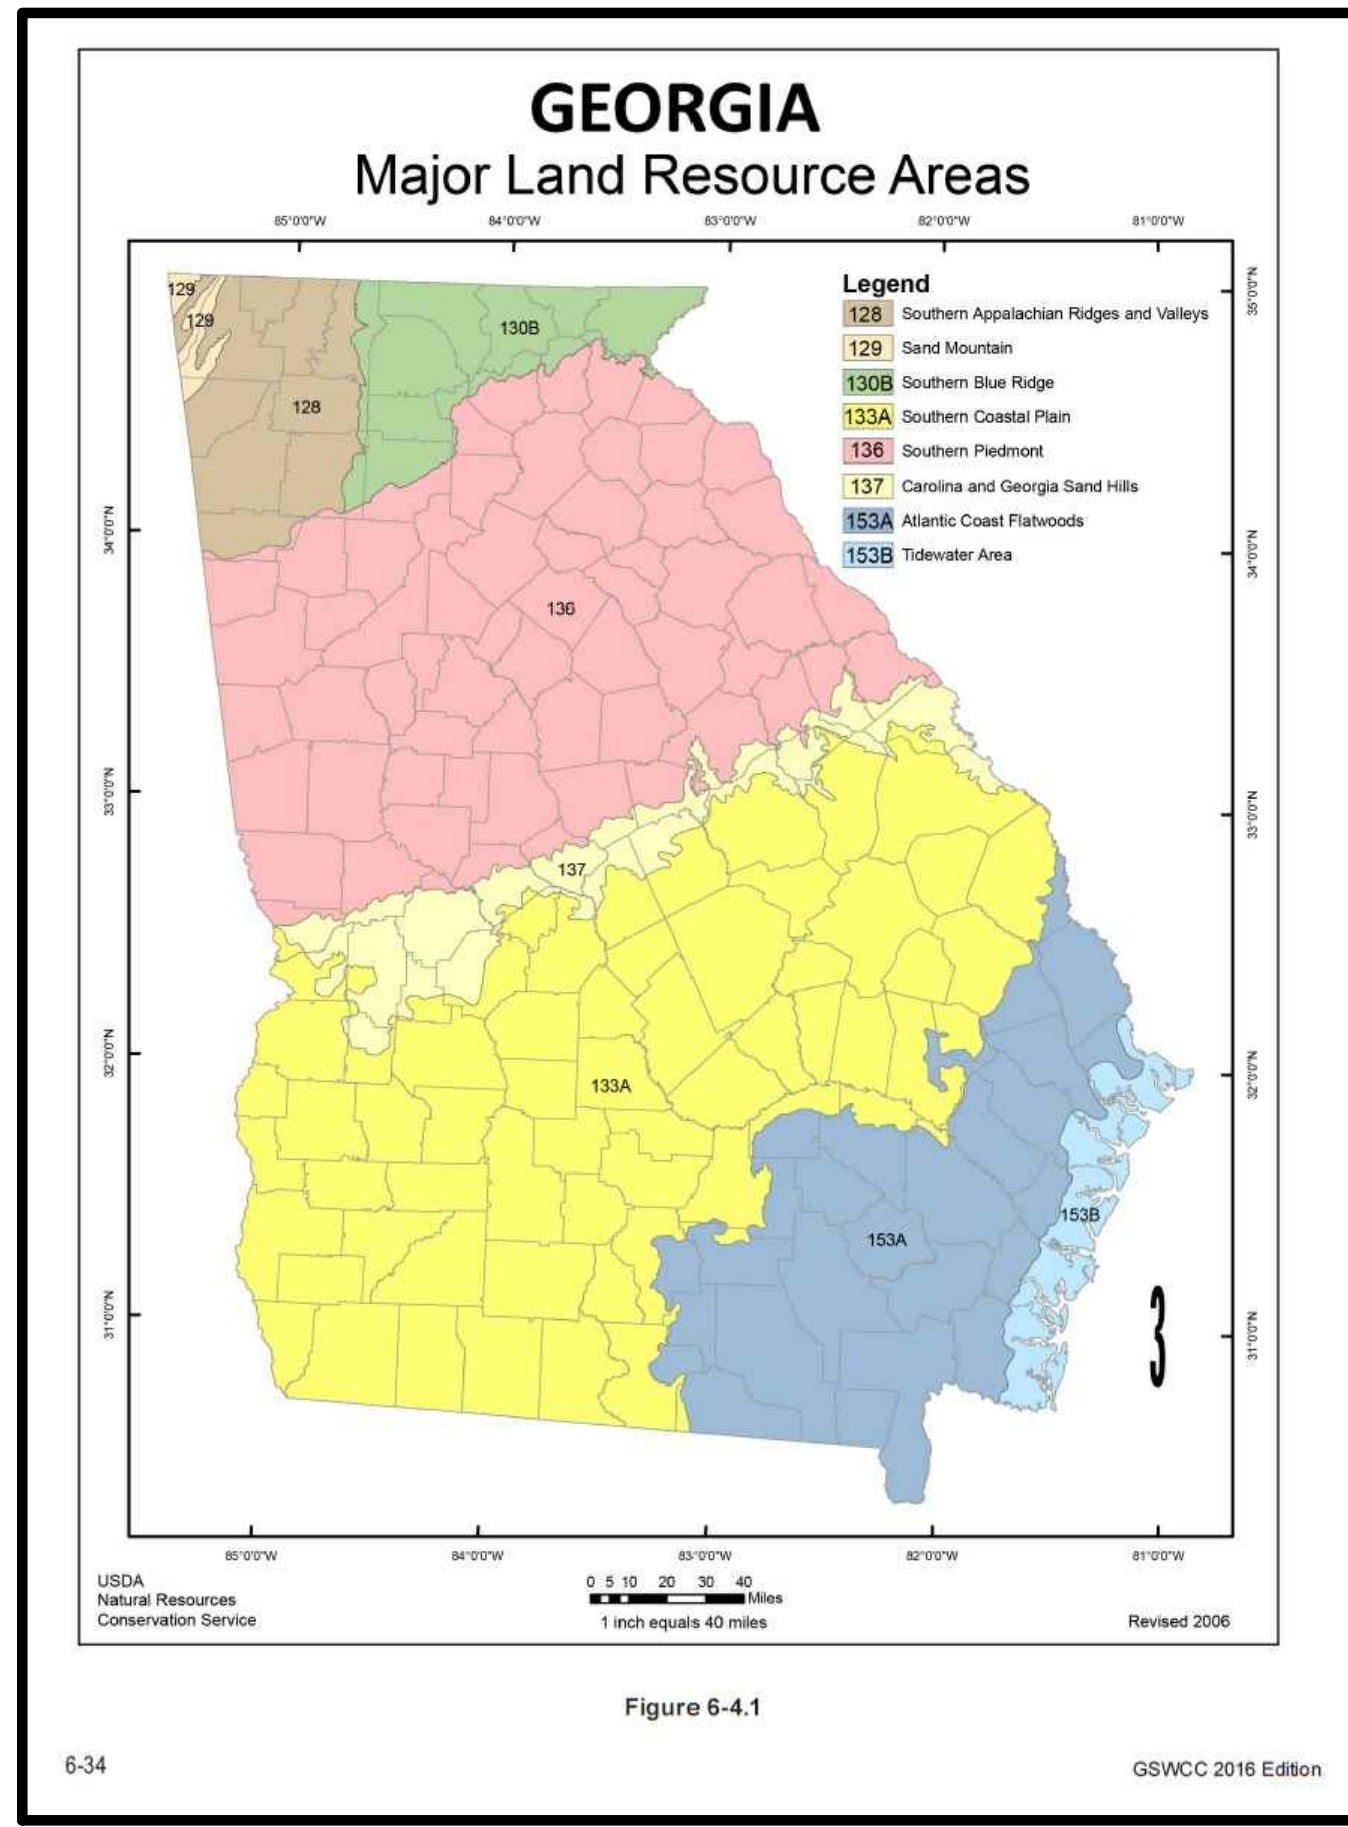 GEORGIA
Major Land Resource Areas
85°0'0"W 84°0'0"W 83°0'0"W 82°0'0"W 81°0'0"W
Legend
128 Southern Appalachian Ridges and Valleys
129 Sand Mountain
130B Southern Blue Ridge
133A Southern Coastal Plain
136 Southern Piedmont
137 Carolina and Georgia Sand Hills
153A Atlantic Coast Flatwoods
153B Tidewater Area
129
129
130B
128
136
137
133A
153A
153B
3
34°0'0"N
33°0'0"N
32°0'0"N
31°0'0"N
35°0'0"N
34°0'0"N
33°0'0"N
32°0'0"N
31°0'0"N
85°0'0"W 84°0'0"W 83°0'0"W 82°0'0"W 81°0'0"W
USDA
Natural Resources
Conservation Service
0 5 10 20 30 40
Miles
1 inch equals 40 miles
Revised 2006
Figure 6-4.1
6-34
GSWCC 2016 Edition